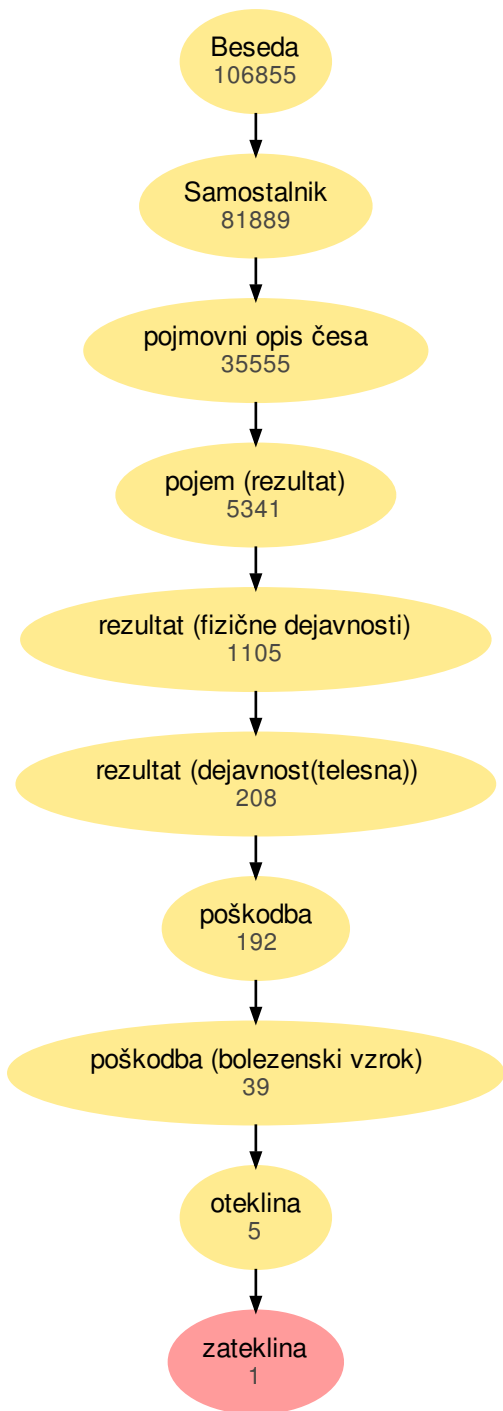 Beseda
106855
Samostalnik
81889
pojmovni opis česa
35555
pojem (rezultat)
5341
rezultat (fizične dejavnosti)
1105
rezultat (dejavnost(telesna))
208
poškodba
192
poškodba (bolezenski vzrok)
39
oteklina
5
zateklina
1